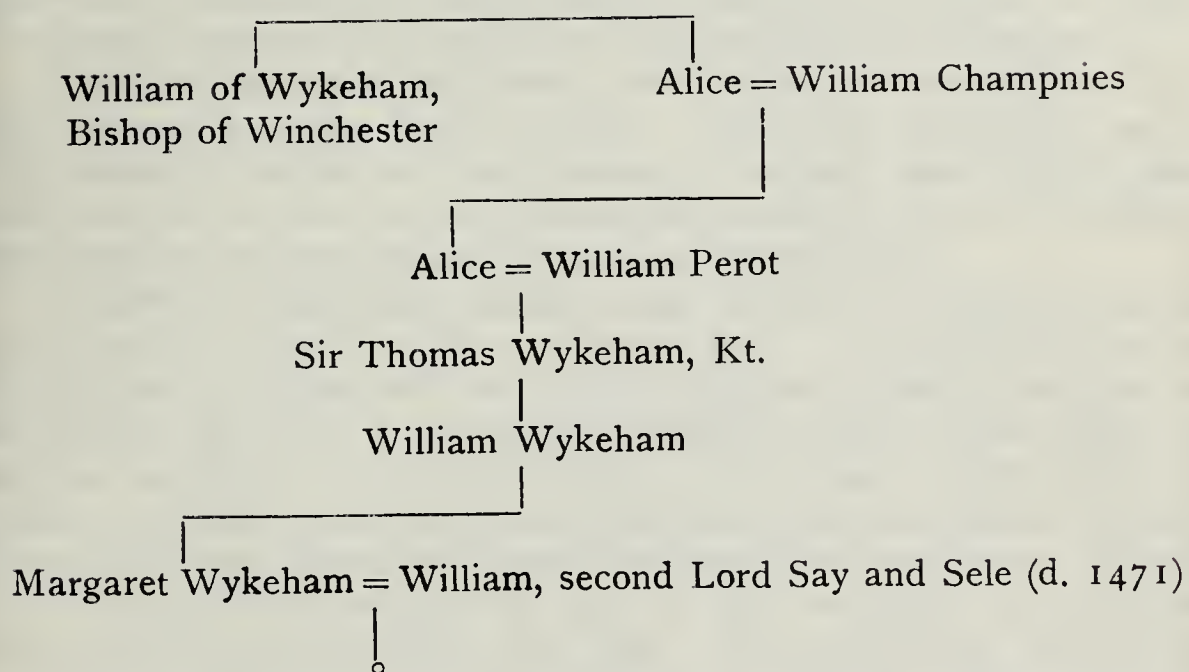 William of Wykeham,
Bishop of Winchester
Alice = William Champnies
Alice = William Perot
Sir Thomas Wykeham, Kt.
William Wykeham
Margaret Wykeham = William, second Lord Say and Sele (d. 1471)